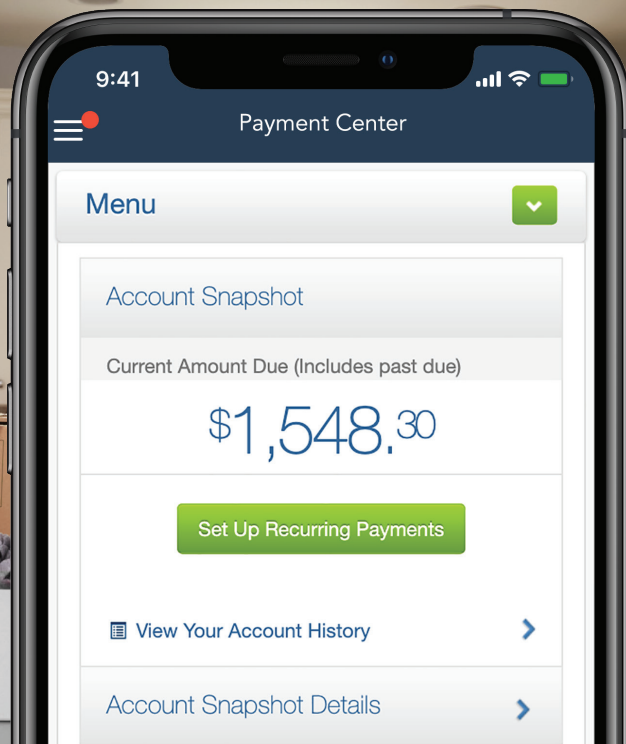 9:41
Payment Center
Menu
Account Snapshot
Current Amount Due (Includes past due)
$1,548.30
Set Up Recurring Payments
View Your Account History
Account Snapshot Details